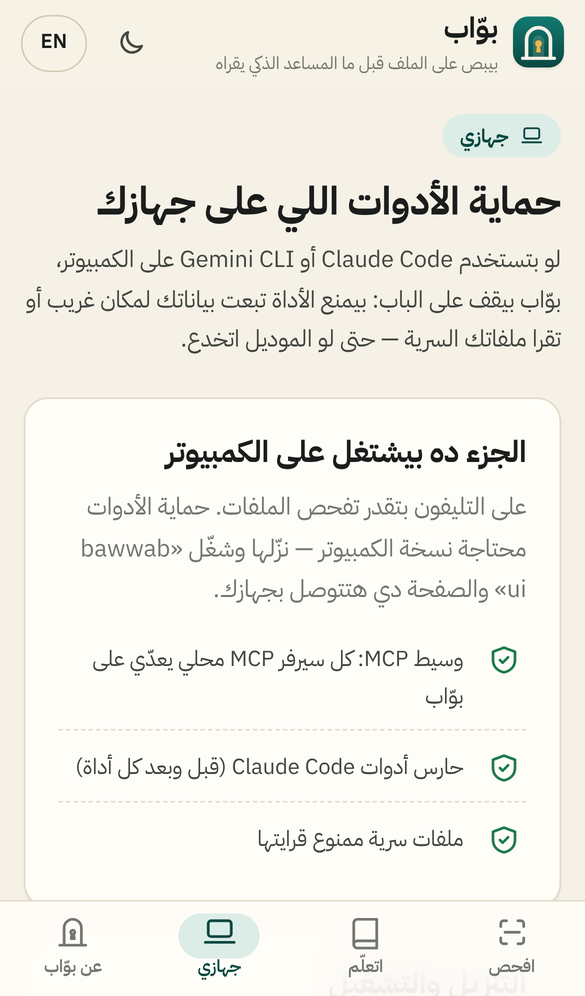 بوّاب
بيبص على الملف قبل ما المساعد الذكي يقراه
EN
جهازي
حماية الأدوات اللي على جهازك
لو بتستخدم Claude Code أو Gemini CLI على الكمبيوتر،
بوّاب بيقف على الباب: بيمنع الأداة تبعت بياناتك لمكان غريب أو
تقرا ملفاتك السرية — حتى لو الموديل اتخدع.
الجزء ده بيشتغل على الكمبيوتر
على التليفون بتقدر تفحص الملفات. حماية الأدوات
محتاجة نسخة الكمبيوتر — نزّلها وشغّل «bawwab
ui» والصفحة دي هتتوصل بجهازك.
وسيط MCP: كل سيرفر MCP محلي يعدّي على
بوّاب
حارس أدوات Claude Code (قبل وبعد كل أداة)
ملفات سرية ممنوع قرايتها
التنزيل والتشغيل
افحص
اتعلّم
جهازي
عن بوّاب